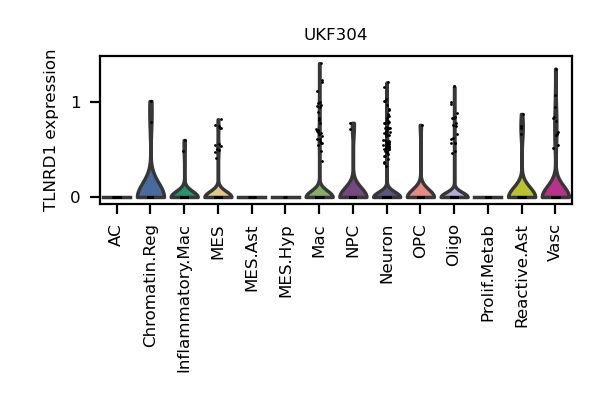 UKF304
TLNRD1 expression
1
0
AC
Chromatin.Reg
Inflammatory.Mac
MES
MES.Ast
MES.Hyp
Mac
NPC
Neuron
OPC
Oligo
Prolif.Metab
Reactive.Ast
Vasc